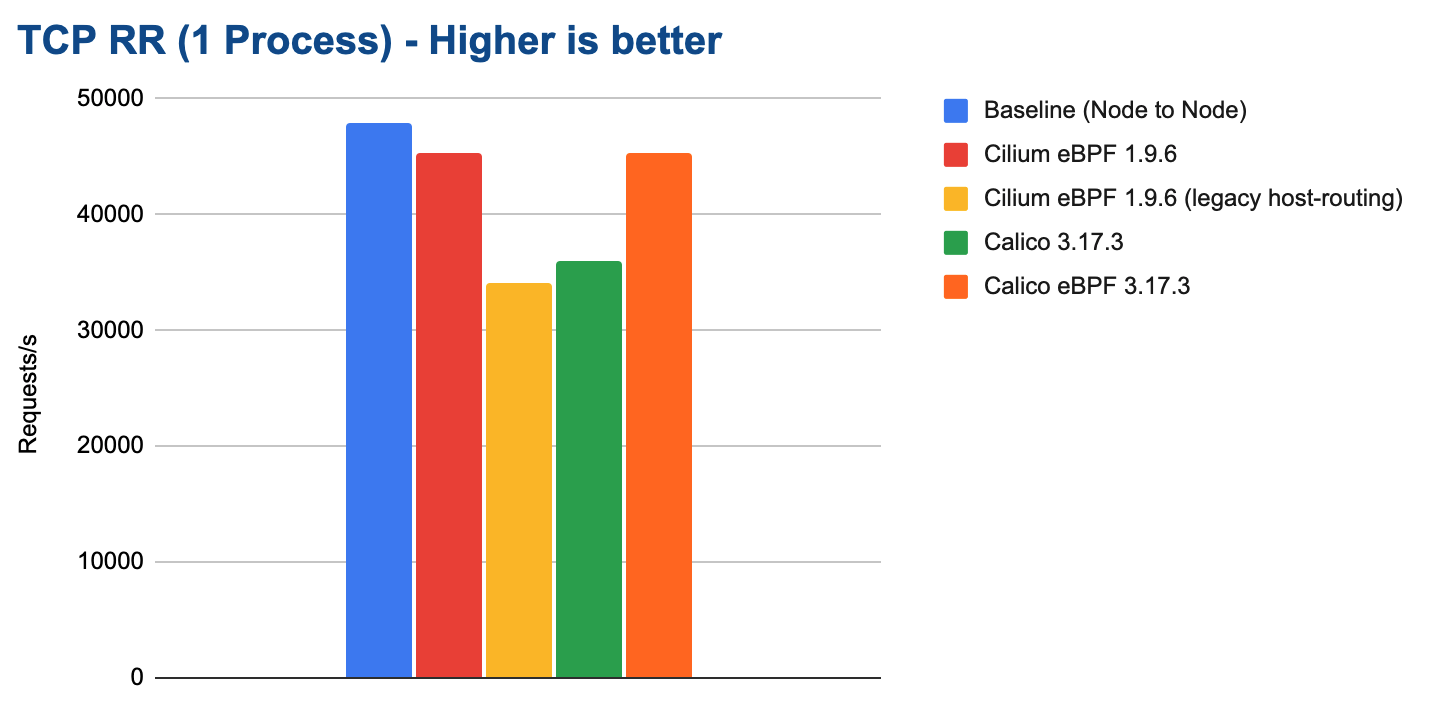 TCP RR (1 Process) - Higher is better
50000
40000
30000
20000
10000
0
Requests/s
Baseline (Node to Node)
Cilium eBPF 1.9.6
Cilium eBPF 1.9.6 (legacy host-routing)
Calico 3.17.3
Calico eBPF 3.17.3